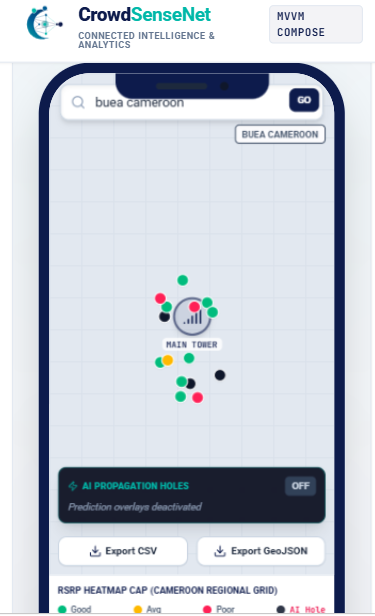 CrowdSenseNet
CONNECTED INTELLIGENCE &
ANALYTICS
MVVM
COMPOSE
buea cameroon
GO
BUEA CAMEROON
MAIN TOWER
AI PROPAGATION HOLES
OFF
Prediction overlays deactivated
Export CSV
Export GeoJSON
RSRP HEATMAP CAP (CAMEROON REGIONAL GRID)
Good
Avg
Poor
AI Hole